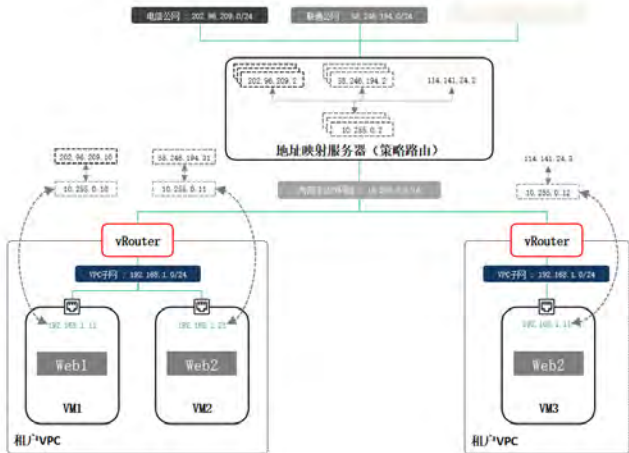 电信公网：202.96.209.0/24
联通公网：58.246.194.0/24
202.96.209.2
58.246.194.2
114.141.24.2
10.255.0.2
地址映射服务器（策略路由）
202.96.209.10
58.246.194.31
114.141.24.3
10.255.0.10
10.255.0.11
10.255.0.12
vRouter
vRouter
VPC子网：192.168.1.0/24
VPC子网：192.168.1.0/24
192.168.1.11
192.168.1.21
192.168.1.11
Web1
Web2
Web2
VM1
VM2
VM3
租户VPC
租户VPC